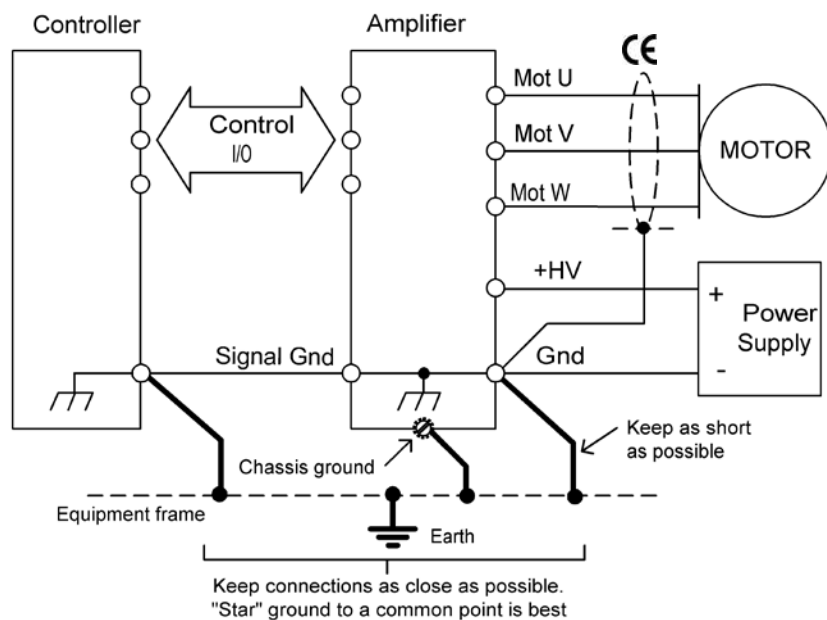 Controller
Amplifier
CE
Mot U
Control
I/O
Mot V
MOTOR
Mot W
+HV
+
Power
Supply
Signal Gnd
Gnd
-
Keep as short
as possible
Chassis ground
Equipment frame
Earth
Keep connections as close as possible.
"Star" ground to a common point is best